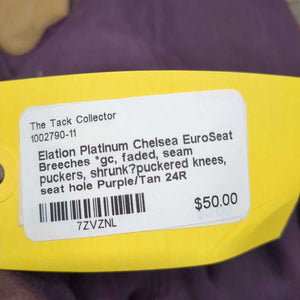 The Tack Collector
1002790-11
Elation Platinum Chelsea EuroSeat
Breeches *gc, faded, seam
puckers, shrunk?puckered knees,
seat hole Purple/Tan 24R
$50.00
7ZVZNL